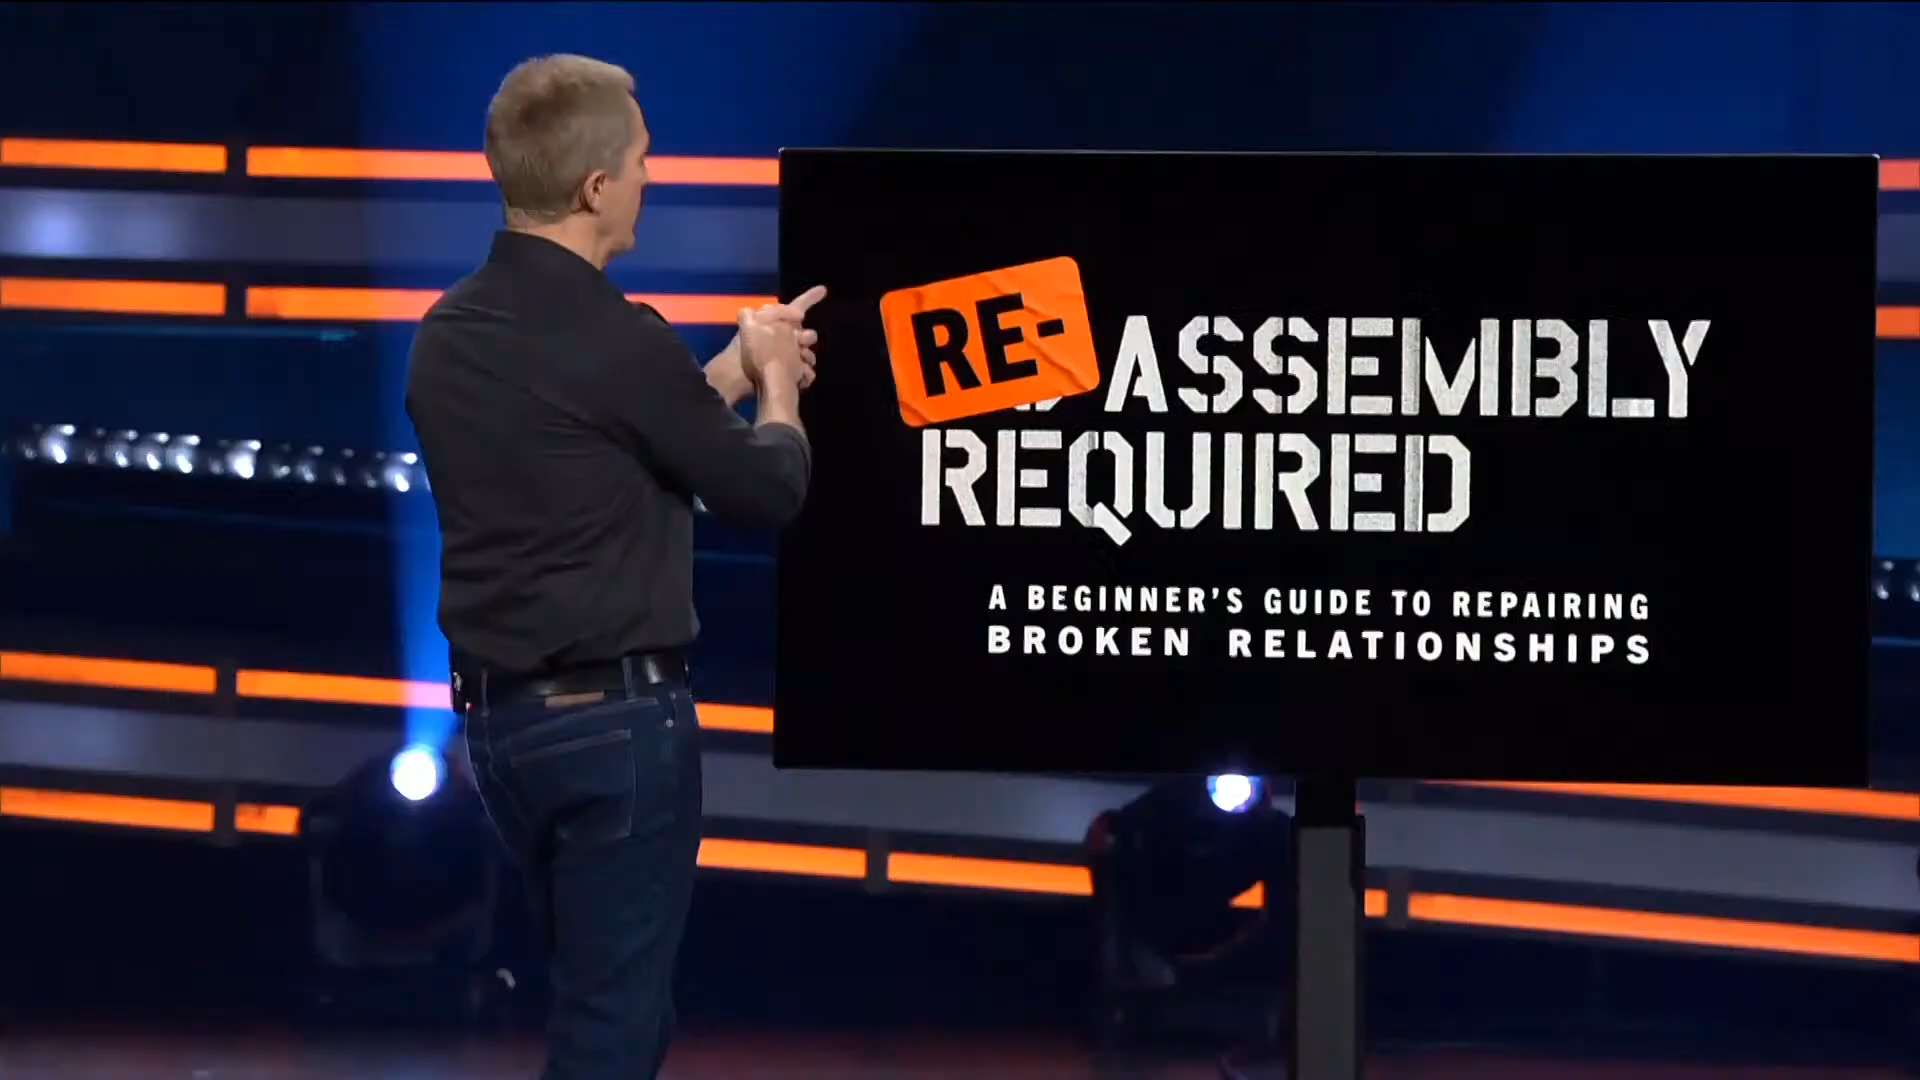 RE- ASSEMBLY
REQUIRED
A BEGINNER'S GUIDE TO REPAIRING
BROKEN RELATIONSHIPS